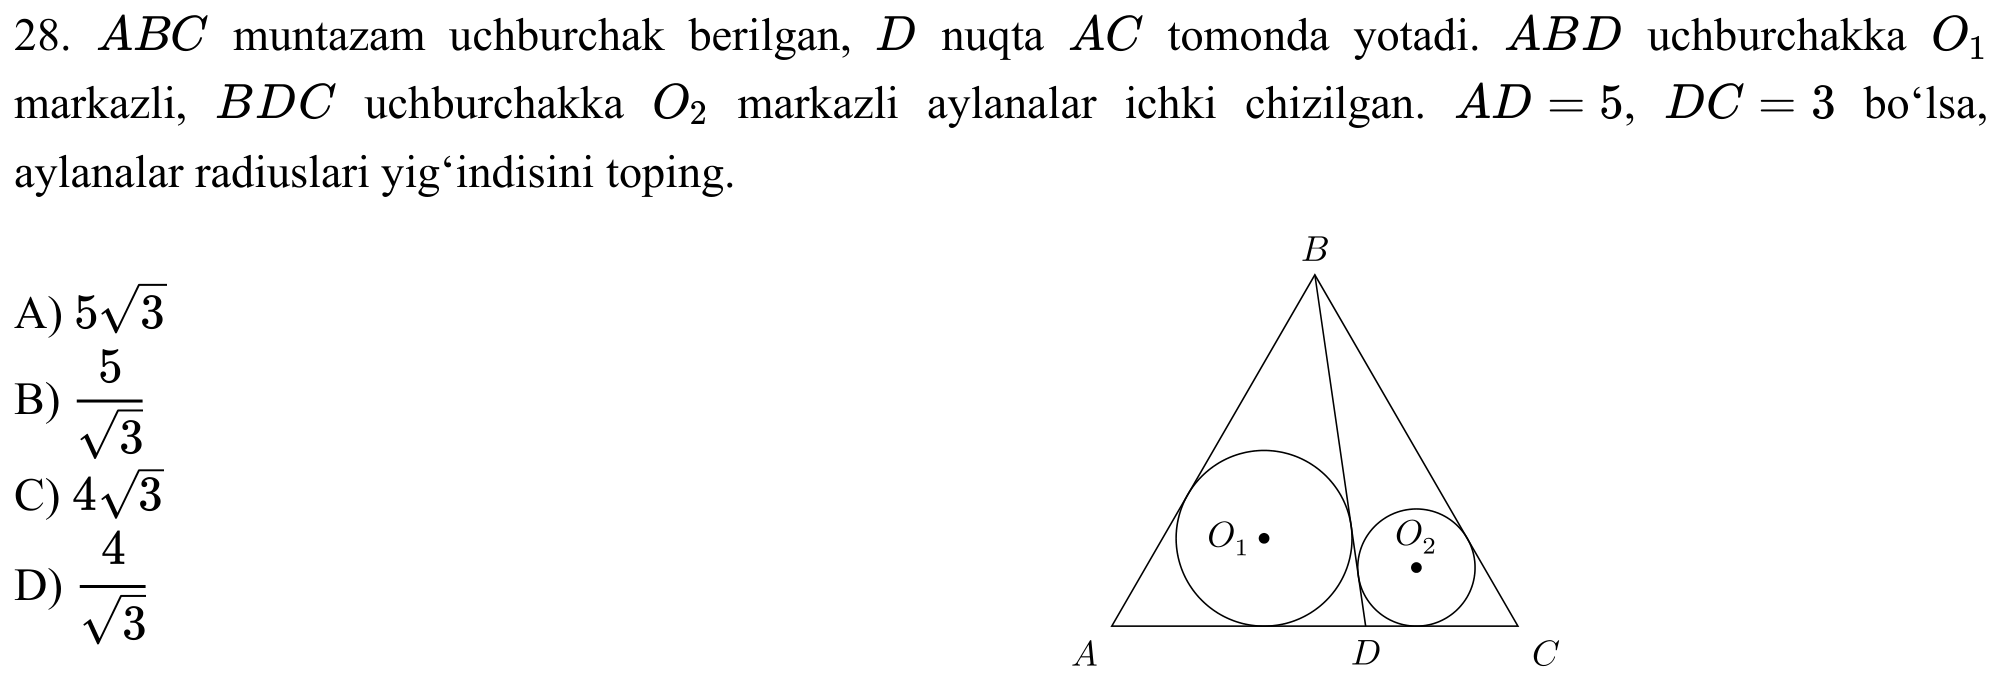 28. ABC muntazam uchburchak berilgan, D nuqta AC tomonda yotadi. ABD uchburchakka O₁
markazli, BDC uchburchakka O₂ markazli aylanalar ichki chizilgan. AD = 5, DC = 3 bo‘lsa,
aylanalar radiuslari yig‘indisini toping.
A) 5√3
B) 5/√3
C) 4√3
D) 4/√3
B
O₁
O₂
A
D
C